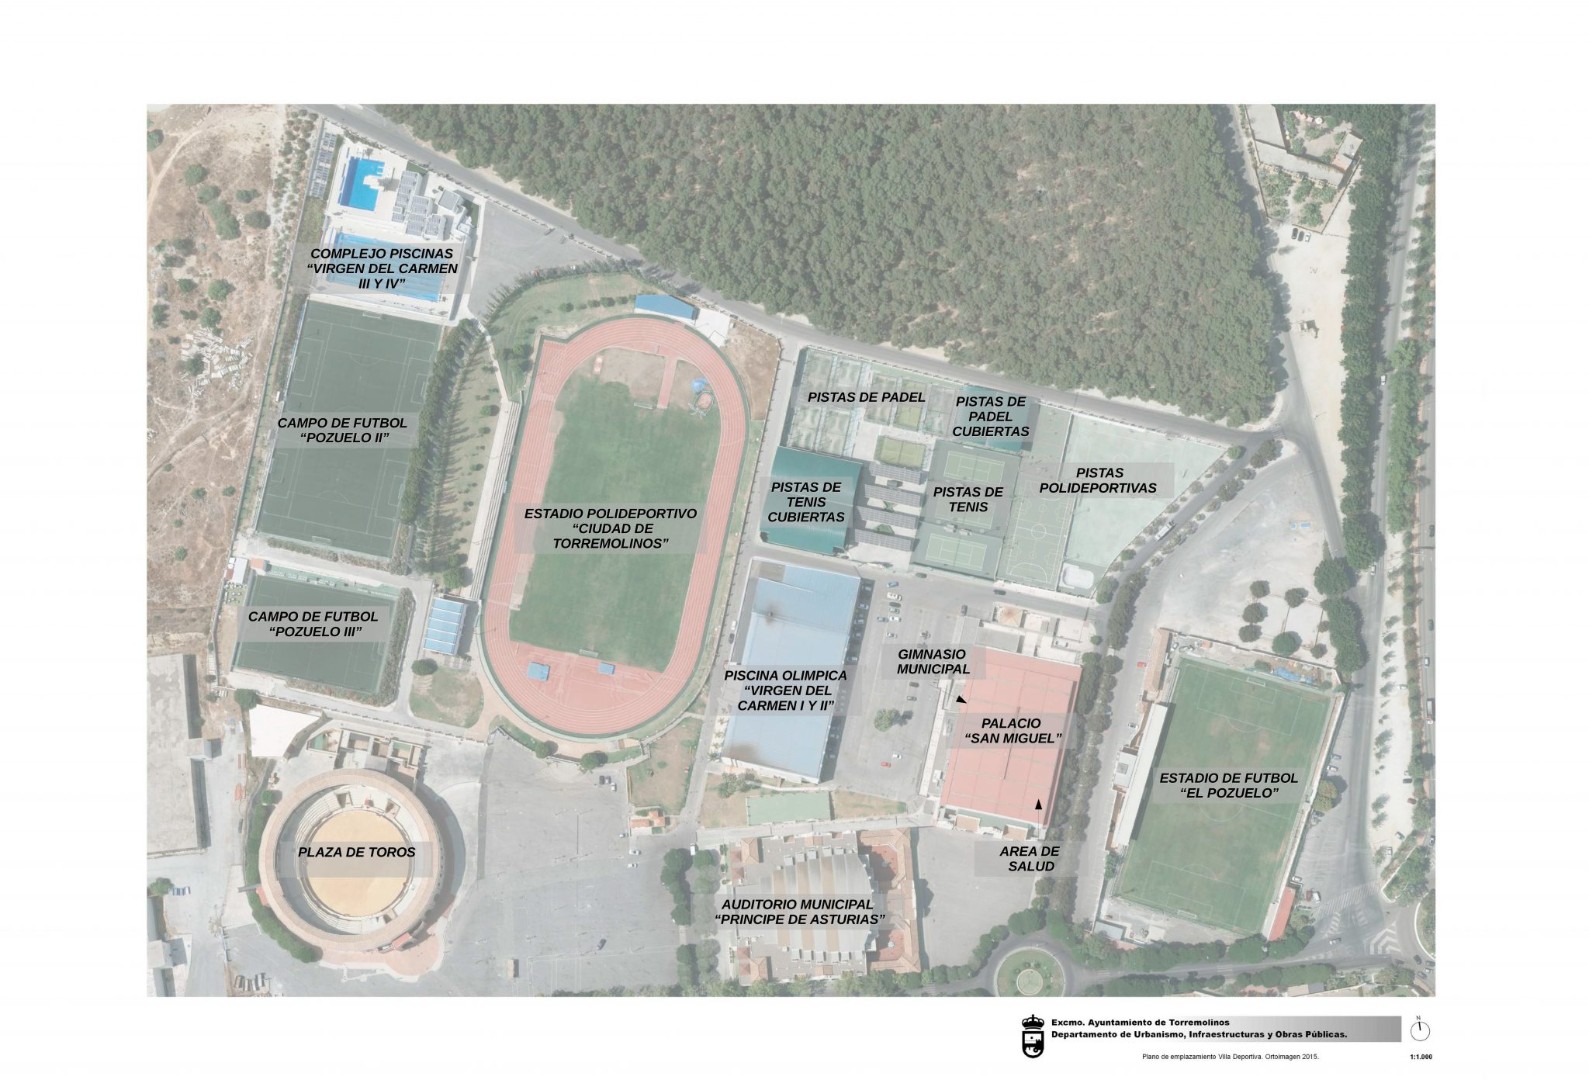 COMPLEJO PISCINAS
“VIRGEN DEL CARMEN
III Y IV”
CAMPO DE FUTBOL
“POZUELO II”
CAMPO DE FUTBOL
“POZUELO III”
ESTADIO POLIDEPORTIVO
“CIUDAD DE
TORREMOLINOS”
PISTAS DE PADEL
PISTAS DE
PADEL
CUBIERTAS
PISTAS
POLIDEPORTIVAS
PISTAS DE
TENIS
CUBIERTAS
PISTAS DE
TENIS
GIMNASIO
MUNICIPAL
PISCINA OLIMPICA
“VIRGEN DEL
CARMEN I Y II”
PALACIO
“SAN MIGUEL”
ESTADIO DE FUTBOL
“EL POZUELO”
PLAZA DE TOROS
AREA DE
SALUD
AUDITORIO MUNICIPAL
“PRINCIPE DE ASTURIAS”
Excmo. Ayuntamiento de Torremolinos
Departamento de Urbanismo, Infraestructuras y Obras Públicas.
N
Plano de emplazamiento Villa Deportiva. Ortoimagen 2015.
1:1.000